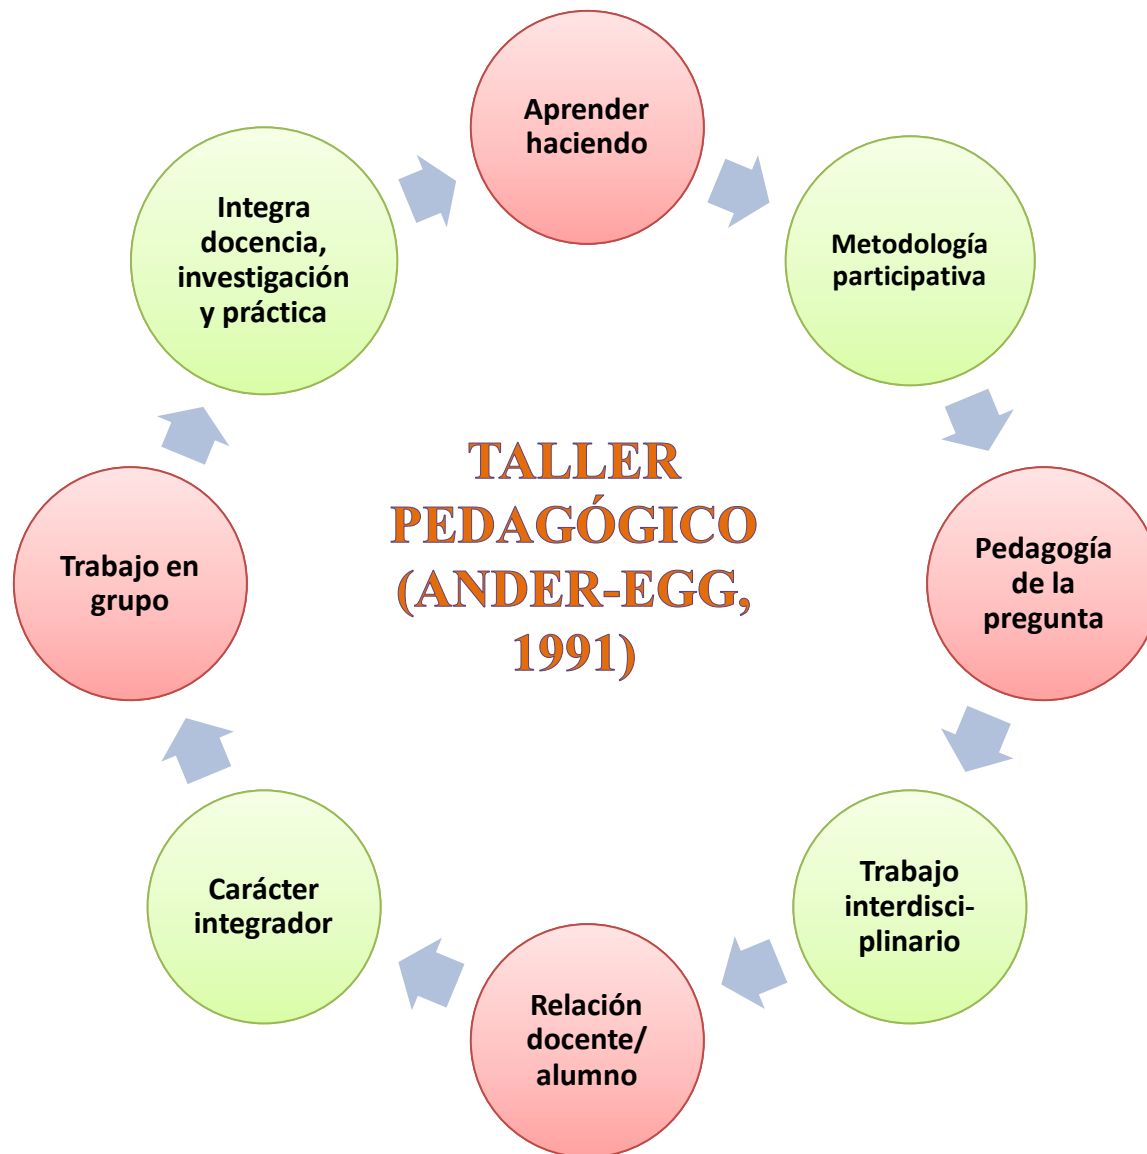 Aprender
haciendo
Metodología
participativa
Pedagogía
de la
pregunta
Trabajo
interdisci-
plinario
Relación
docente/
alumno
Carácter
integrador
Trabajo en
grupo
Integra
docencia,
investigación
y práctica
TALLER
PEDAGÓGICO
(ANDER-EGG,
1991)